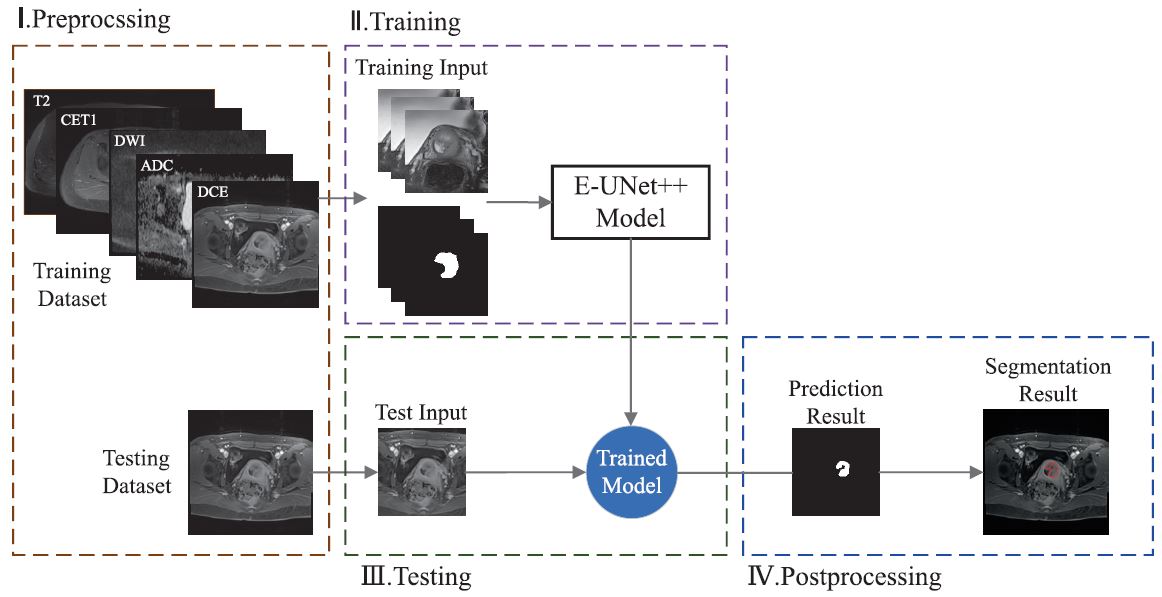 Ⅰ.Preprocssing
T2
CET1
DWI
ADC
DCE
Training
Dataset
Testing
Dataset
Ⅱ.Training
Training Input
E-UNet++
Model
Test Input
Trained
Model
Ⅲ.Testing
Prediction
Result
Segmentation
Result
Ⅳ.Postprocessing